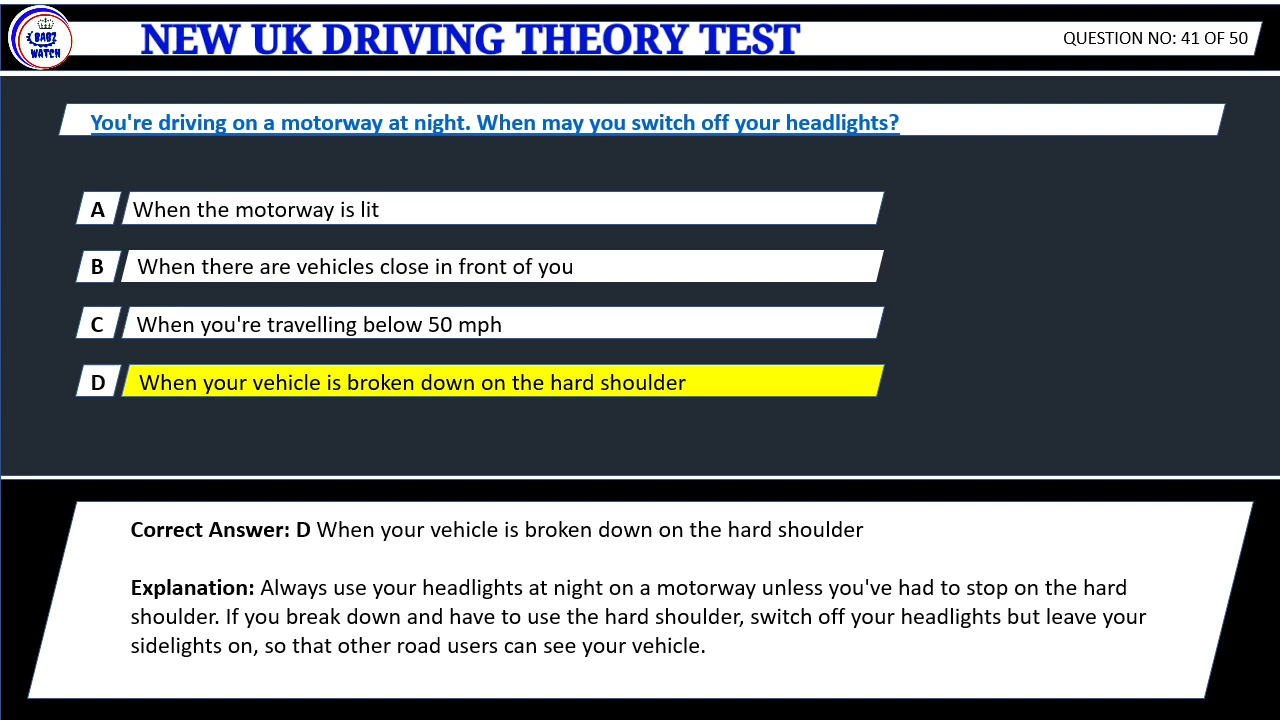 BABZ
WATCH
NEW UK DRIVING THEORY TEST
QUESTION NO: 41 OF 50
You're driving on a motorway at night. When may you switch off your headlights?
A When the motorway is lit
B When there are vehicles close in front of you
C When you're travelling below 50 mph
D When your vehicle is broken down on the hard shoulder
Correct Answer: D When your vehicle is broken down on the hard shoulder
Explanation: Always use your headlights at night on a motorway unless you've had to stop on the hard
shoulder. If you break down and have to use the hard shoulder, switch off your headlights but leave your
sidelights on, so that other road users can see your vehicle.